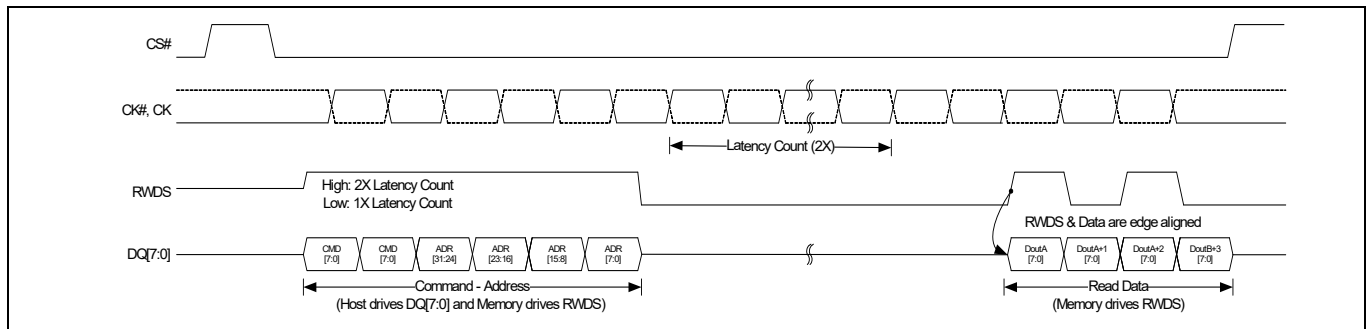 CS#
CK#, CK
Latency Count (2X)
RWDS
High: 2X Latency Count
Low: 1X Latency Count
RWDS & Data are edge aligned
DQ[7:0]
CMD [7:0]
CMD [7:0]
ADR [31:24]
ADR [23:16]
ADR [15:8]
ADR [7:0]
DoutA [7:0]
DoutA+1 [7:0]
DoutA+2 [7:0]
DoutB+3 [7:0]
Command - Address
(Host drives DQ[7:0] and Memory drives RWDS)
Read Data
(Memory drives RWDS)